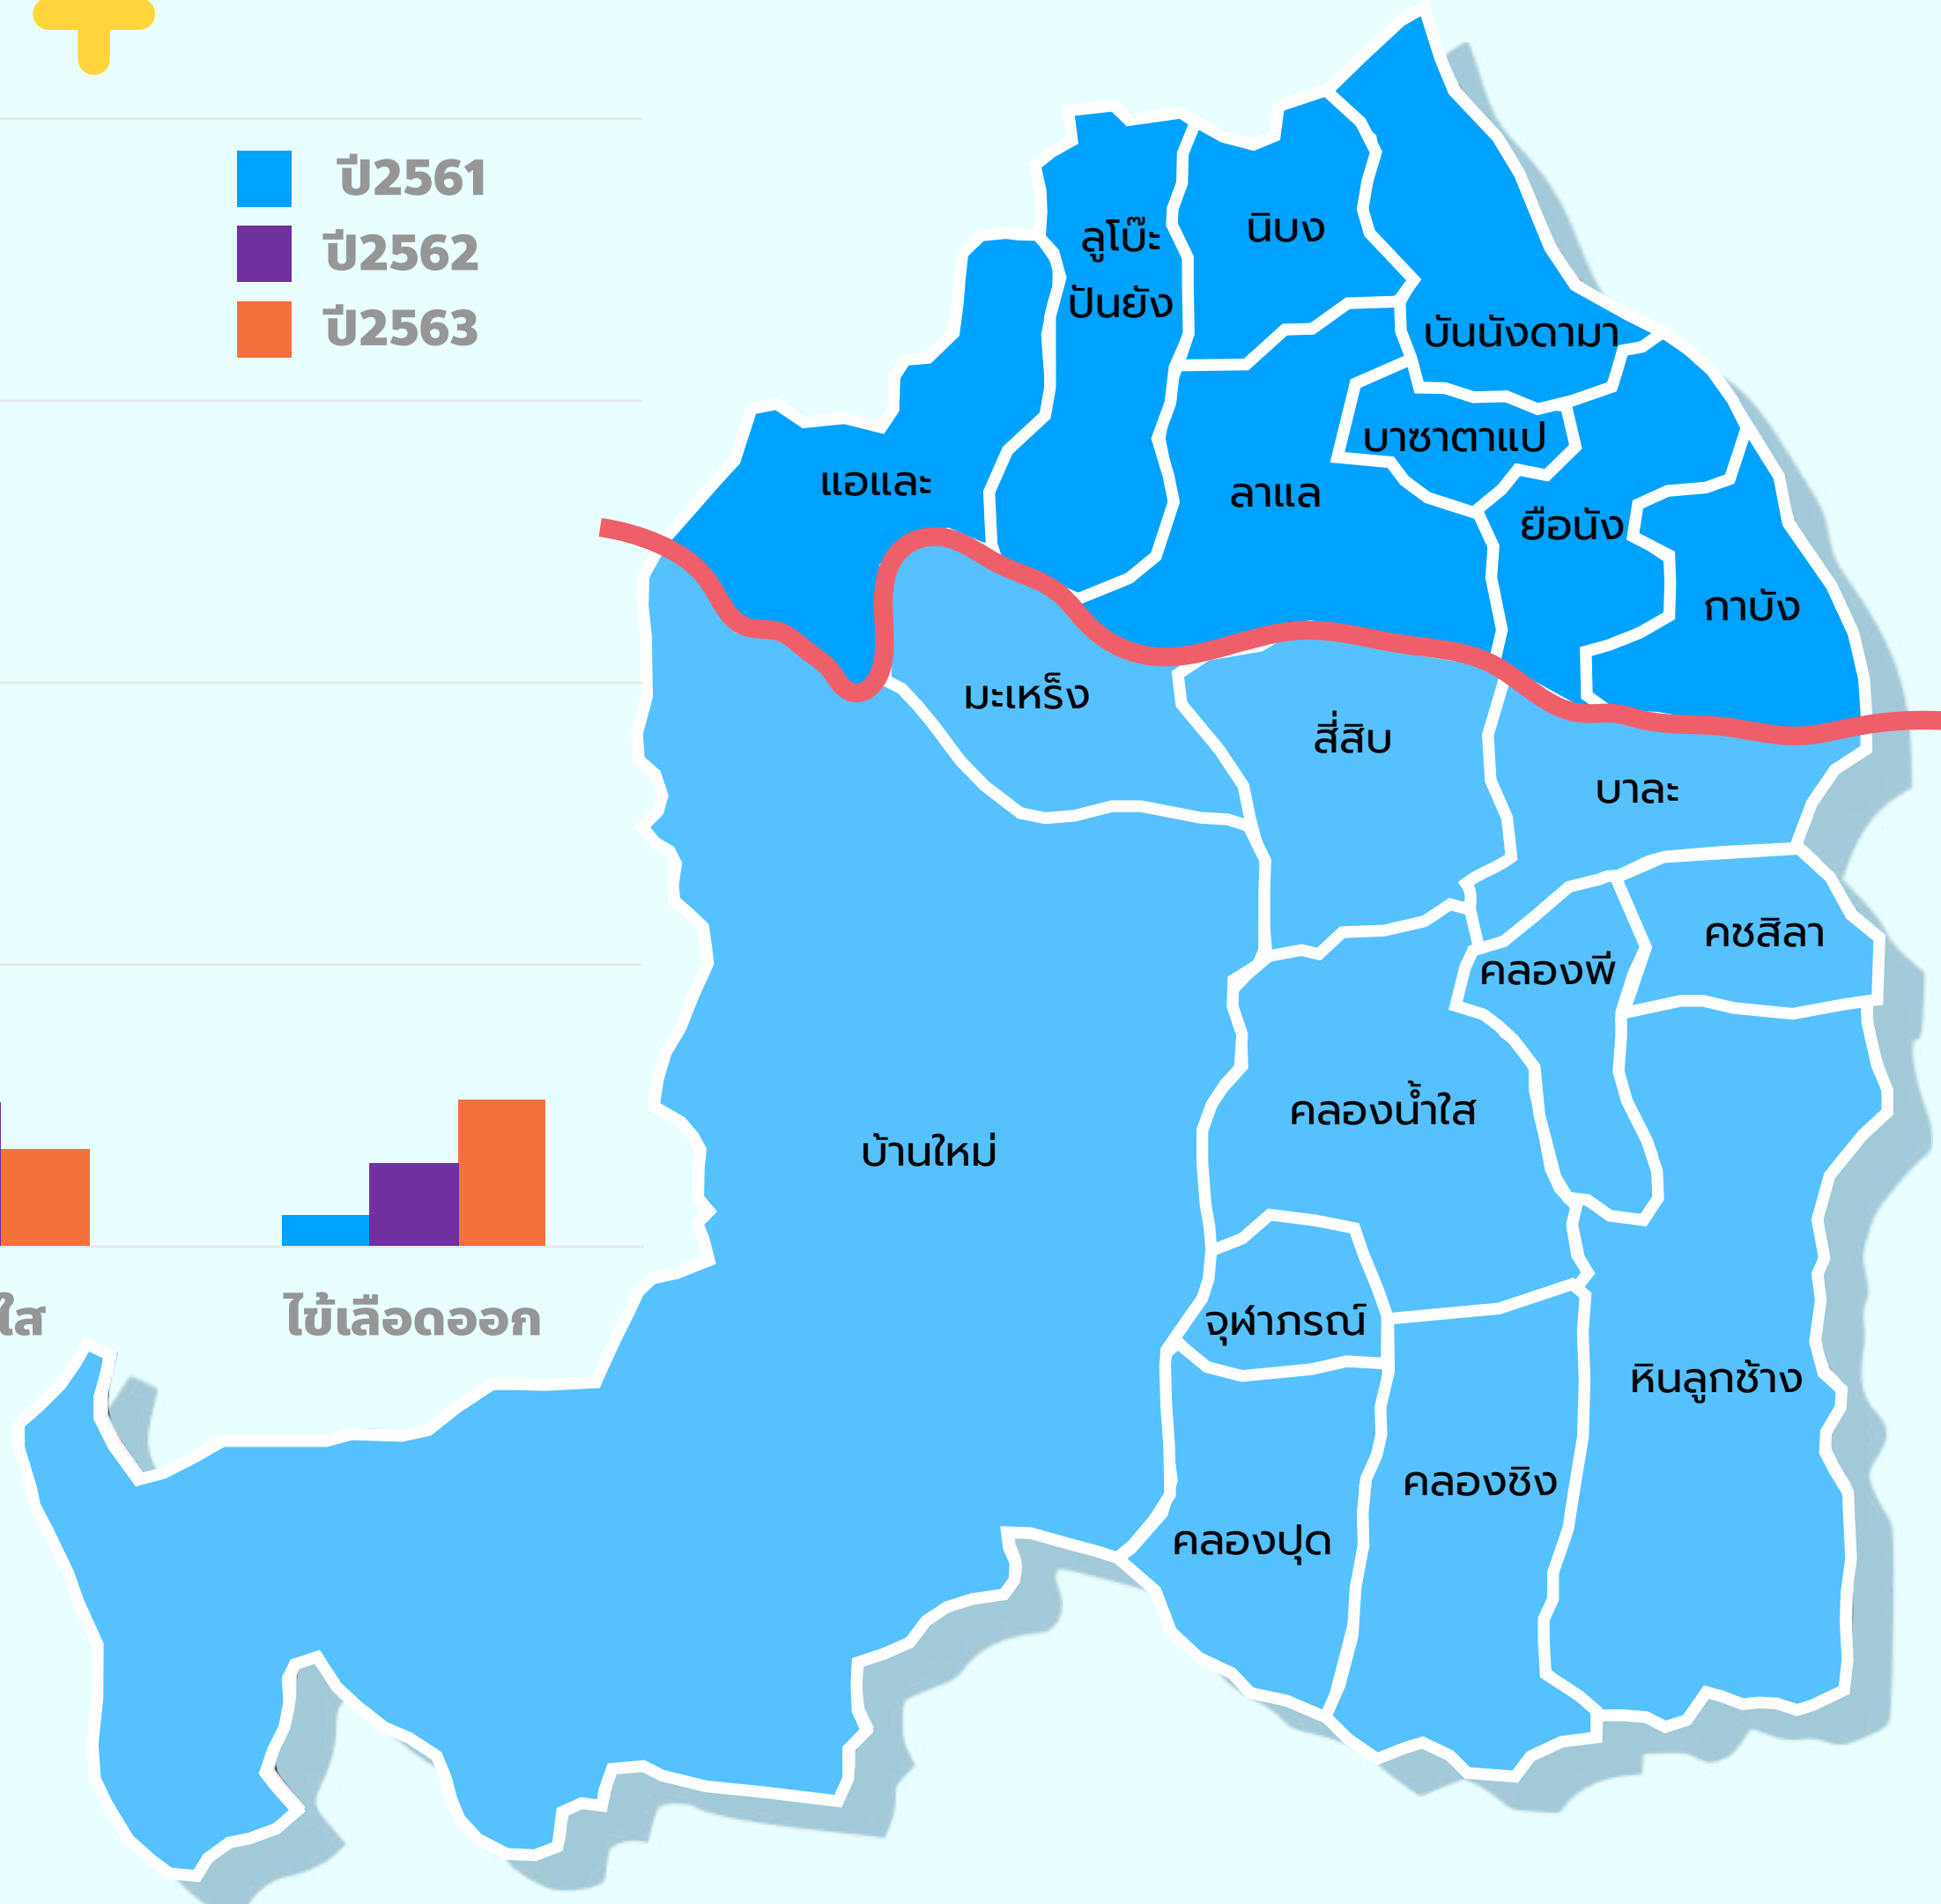 ปี2561
ปี2562
ปี2563
ใส
ไข้เลือดออก
ลูโบ๊ะ
ปันยัง
นิบง
บันนังดามา
บาซาตาแป
แอและ
ลาแล
ยือนัง
กาบัง
มะเหร็ง
สี่สิบ
บาละ
คชสิลา
คลองพี
คลองน้ำใส
บ้านใหม่
จุฬาภรณ์
หินลูกช้าง
คลองชิง
คลองปุด